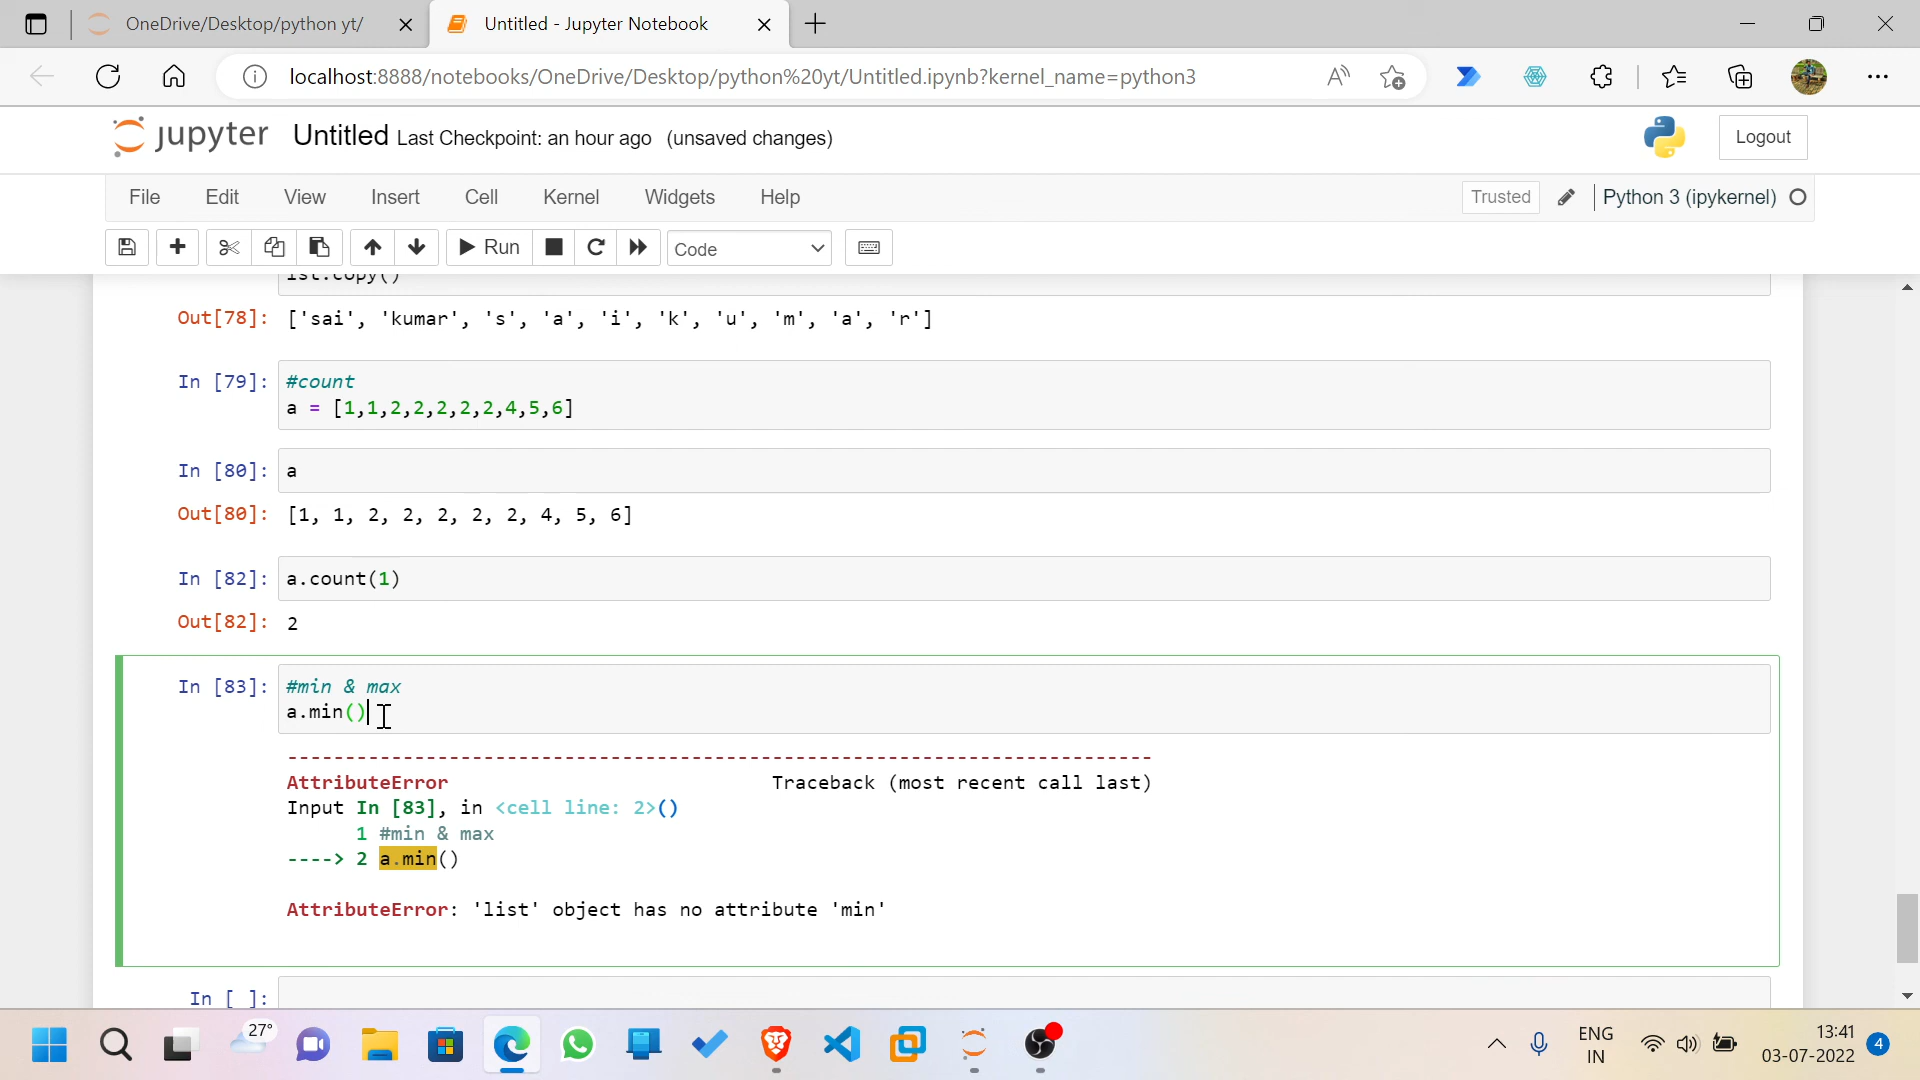 OneDrive/Desktop/python yt/
Untitled - Jupyter Notebook
localhost:8888/notebooks/OneDrive/Desktop/python%20yt/Untitled.ipynb?kernel_name=python3
jupyter Untitled Last Checkpoint: an hour ago (unsaved changes)
Logout
File Edit View Insert Cell Kernel Widgets Help
Trusted Python 3 (ipykernel)
Run Code
lst.copy()
Out[78]: ['sai', 'kumar', 's', 'a', 'i', 'k', 'u', 'm', 'a', 'r']
In [79]: #count
a = [1,1,2,2,2,2,2,4,5,6]
In [80]: a
Out[80]: [1, 1, 2, 2, 2, 2, 2, 4, 5, 6]
In [82]: a.count(1)
Out[82]: 2
In [83]: #min & max
a.min()
---------------------------------------------------------------------------
AttributeError Traceback (most recent call last)
Input In [83], in <cell line: 2>()
1 #min & max
----> 2 a.min()
AttributeError: 'list' object has no attribute 'min'
In [ ]:
27°
ENG
IN
13:41
03-07-2022
4